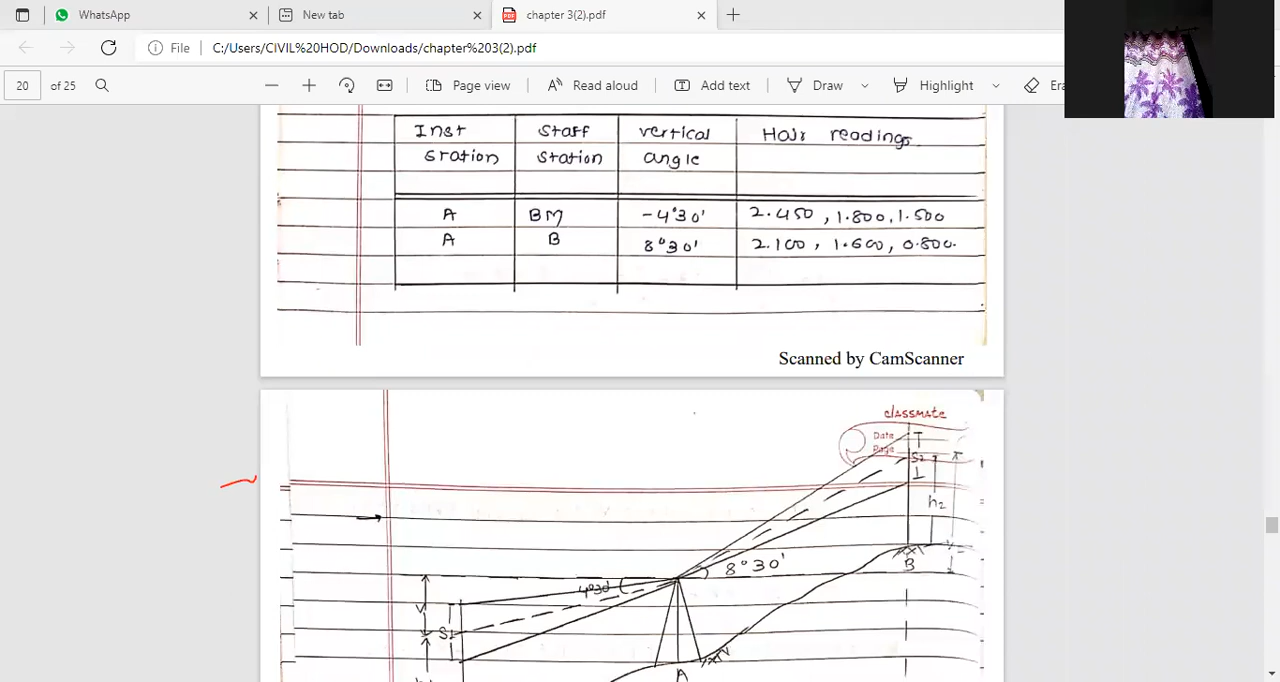 WhatsApp
New tab
chapter 3(2).pdf
File
C:/Users/CIVIL%20HOD/Downloads/chapter%203(2).pdf
20 of 25
Page view
Read aloud
Add text
Draw
Highlight
Era
Inst Staff vertical Hair readings.
station station angle
A BM -4°30' 2.450, 1.800, 1.500
A B 8°30' 2.100, 1.600, 0.800.
Scanned by CamScanner
classmate
Date
Page
T
S2
I
h2
8°30'
B
4°30'
V
S1
A